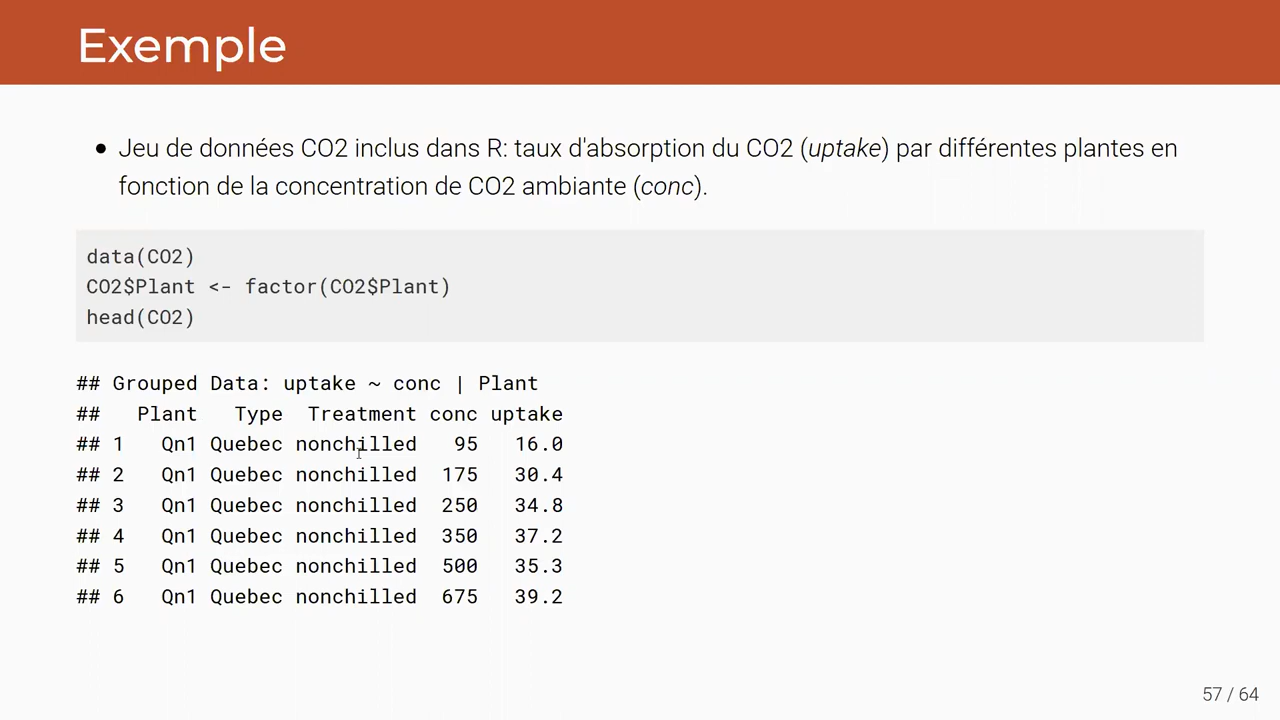 Exemple
Jeu de données CO2 inclus dans R: taux d'absorption du CO2 (uptake) par différentes plantes en
fonction de la concentration de CO2 ambiante (conc).
data(CO2)
CO2$Plant <- factor(CO2$Plant)
head(CO2)
## Grouped Data: uptake ~ conc | Plant
##   Plant   Type  Treatment conc uptake
## 1   Qn1 Quebec nonchilled   95   16.0
## 2   Qn1 Quebec nonchilled  175   30.4
## 3   Qn1 Quebec nonchilled  250   34.8
## 4   Qn1 Quebec nonchilled  350   37.2
## 5   Qn1 Quebec nonchilled  500   35.3
## 6   Qn1 Quebec nonchilled  675   39.2
57 / 64